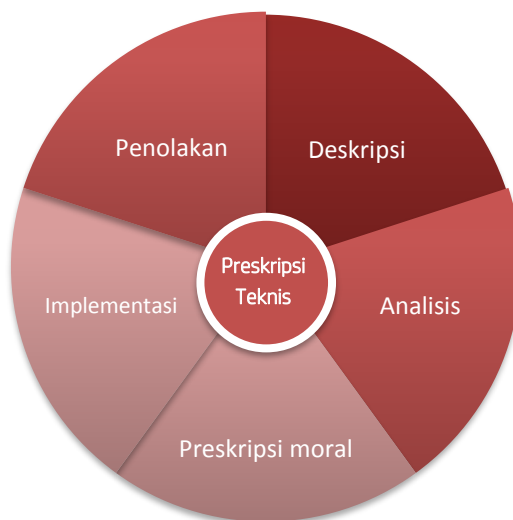 Penolakan
Deskripsi
Preskripsi
Teknis
Implementasi
Analisis
Preskripsi moral